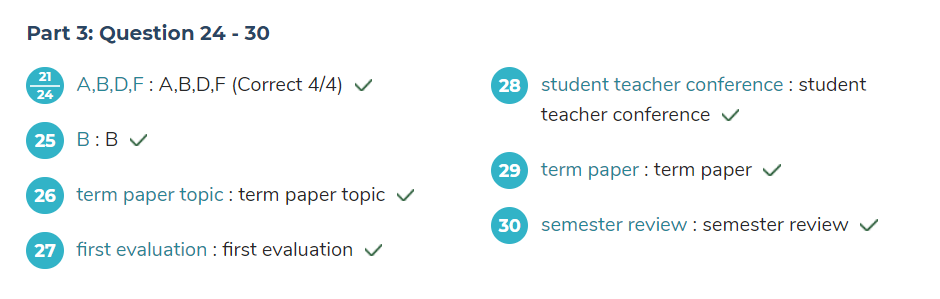 Part 3: Question 24 - 30
21
24
A,B,D,F : A,B,D,F (Correct 4/4)
25
B : B
26
term paper topic : term paper topic
27
first evaluation : first evaluation
28
student teacher conference : student
teacher conference
29
term paper : term paper
30
semester review : semester review